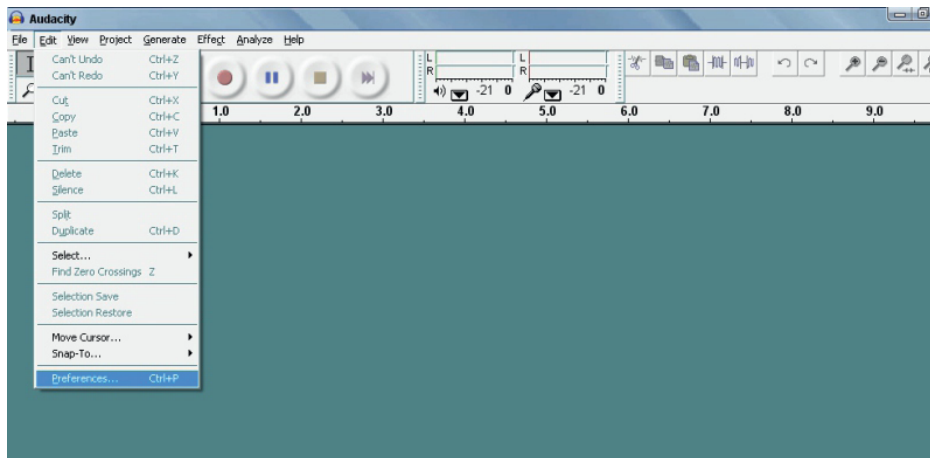 Audacity
File Edit View Project Generate Effect Analyze Help
Can't Undo Ctrl+Z
Can't Redo Ctrl+Y
Cut Ctrl+X
Copy Ctrl+C
Paste Ctrl+V
Trim Ctrl+T
Delete Ctrl+K
Silence Ctrl+L
Split
Duplicate Ctrl+D
Select...
Find Zero Crossings Z
Selection Save
Selection Restore
Move Cursor...
Snap-To...
Preferences... Ctrl+P
L L
R R
-21 0 -21 0
1.0 2.0 3.0 4.0 5.0 6.0 7.0 8.0 9.0